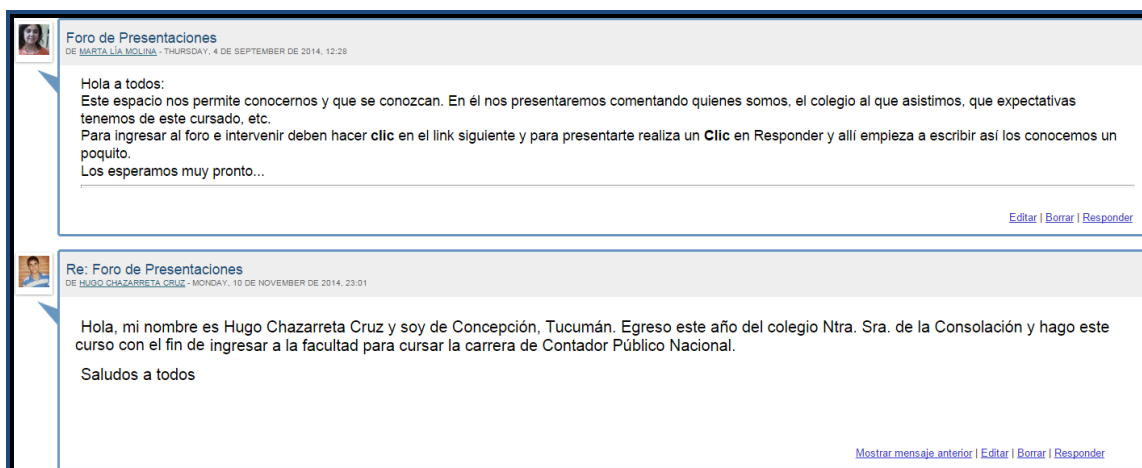 Foro de Presentaciones
DE MARTA LÍA MOLINA - THURSDAY, 4 DE SEPTEMBER DE 2014, 12:28
Hola a todos:
Este espacio nos permite conocernos y que se conozcan. En él nos presentaremos comentando quienes somos, el colegio al que asistimos, que expectativas
tenemos de este cursado, etc.
Para ingresar al foro e intervenir deben hacer clic en el link siguiente y para presentarte realiza un Clic en Responder y allí empieza a escribir así los conocemos un
poquito.
Los esperamos muy pronto...
Editar | Borrar | Responder
Re: Foro de Presentaciones
DE HUGO CHAZARRETA CRUZ - MONDAY, 10 DE NOVEMBER DE 2014, 23:01
Hola, mi nombre es Hugo Chazarreta Cruz y soy de Concepción, Tucumán. Egreso este año del colegio Ntra. Sra. de la Consolación y hago este
curso con el fin de ingresar a la facultad para cursar la carrera de Contador Público Nacional.
Saludos a todos
Mostrar mensaje anterior | Editar | Borrar | Responder